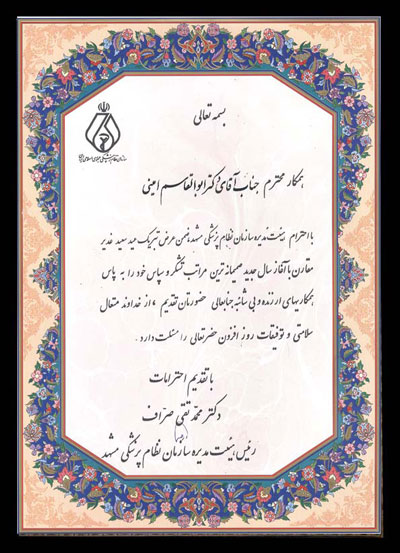 بسمه تعالی
سازمان نظام پزشکی جمهوری اسلامی ایران
همکار محترم جناب آقای دکتر ابوالقاسم امینی
با احترام هیئت مدیره سازمان نظام پزشکی مشهد ضمن عرض تبریک عید سعید غدیر
مقارن با آغاز سال جدید صمیمانه ترین مراتب تشکر و سپاس خود را به پاس
همکاریهای ارزنده و بی شائبه جنابعالی حضورتان تقدیم و از خداوند متعال
سلامتی و توفیقات روز افزون حضرتعالی را مسئلت دارد.
با تقدیم احترامات
دکتر محمد تقی صراف
رئیس هیئت مدیره سازمان نظام پزشکی مشهد